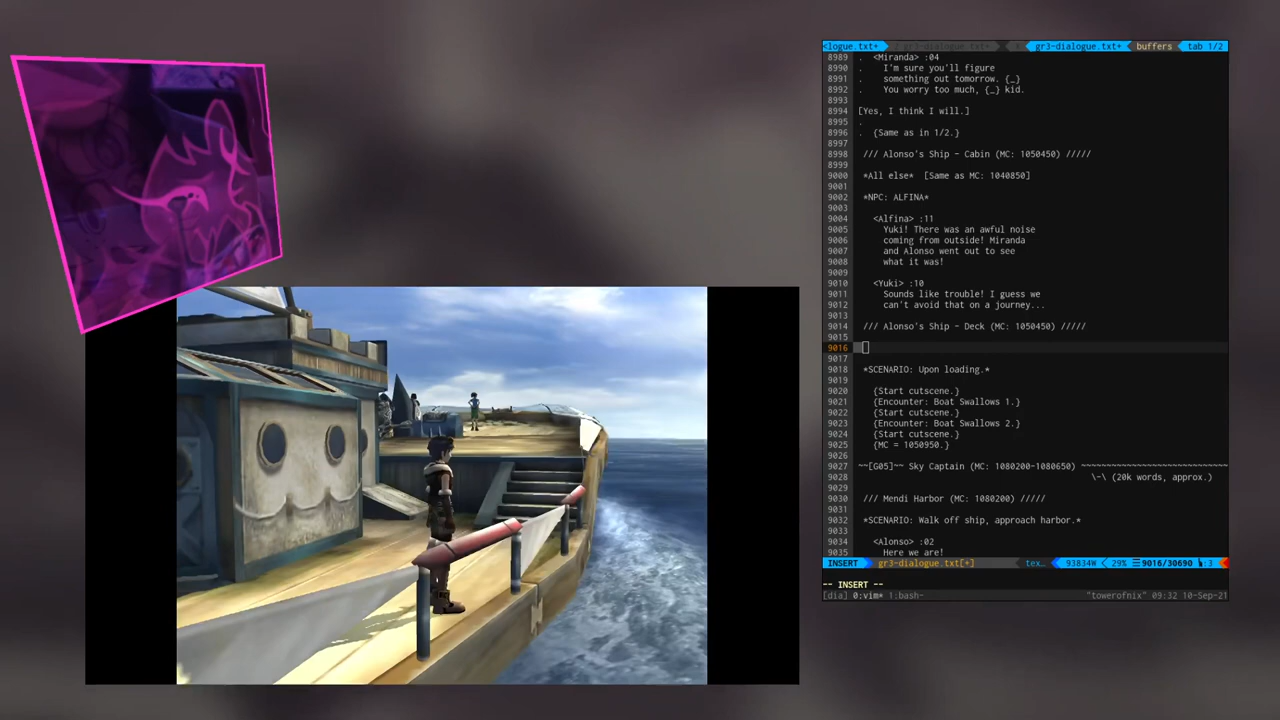 <logue.txt+ gr3-dialogue.txt+ buffers tab 1/2
8989 . <Miranda> :04
8990 . I'm sure you'll figure
8991 . something out tomorrow. {_}
8992 . You worry too much, {_} kid.
8993
8994 [Yes, I think I will.]
8995 .
8996 . {Same as in 1/2.}
8997
8998 /// Alonso's Ship - Cabin (MC: 1050450) /////
8999
9000 *All else* [Same as MC: 1040850]
9001
9002 *NPC: ALFINA*
9003
9004 <Alfina> :11
9005 Yuki! There was an awful noise
9006 coming from outside! Miranda
9007 and Alonso went out to see
9008 what it was!
9009
9010 <Yuki> :10
9011 Sounds like trouble! I guess we
9012 can't avoid that on a journey...
9013
9014 /// Alonso's Ship - Deck (MC: 1050450) /////
9015
9016
9017
9018 *SCENARIO: Upon loading.*
9019
9020 {Start cutscene.}
9021 {Encounter: Boat Swallows 1.}
9022 {Start cutscene.}
9023 {Encounter: Boat Swallows 2.}
9024 {Start cutscene.}
9025 {MC = 1050950.}
9026
9027 ~~[G05]~~ Sky Captain (MC: 1080200-1080650) ~~~~~~~~~~~~~~~~~~~~~~~~~~~~
9028 \-\ (20k words, approx.)
9029
9030 /// Mendi Harbor (MC: 1080200) /////
9031
9032 *SCENARIO: Walk off ship, approach harbor.*
9033
9034 <Alonso> :02
9035 Here we are!
INSERT gr3-dialogue.txt[+] tex… 93834W 29% 9016/30690 :3
-- INSERT --
[dia] 0:vim* 1:bash- "towerofnix" 09:32 10-Sep-21